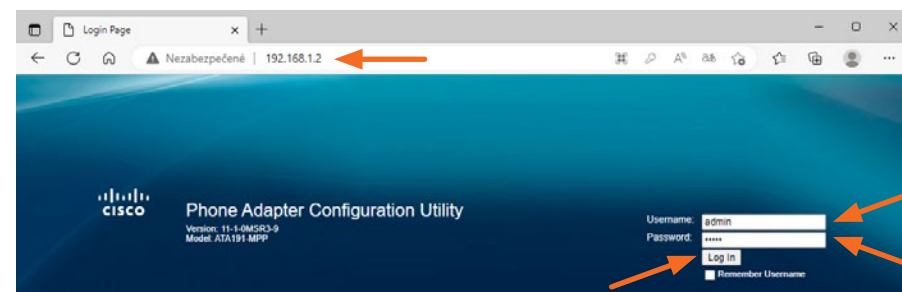 Login Page
Nezabezpečené | 192.168.1.2
CISCO
Phone Adapter Configuration Utility
Version: 11-1-0MSR3-9
Model: ATA191-MPP
Username: admin
Password: •••••
Log In
Remember Username